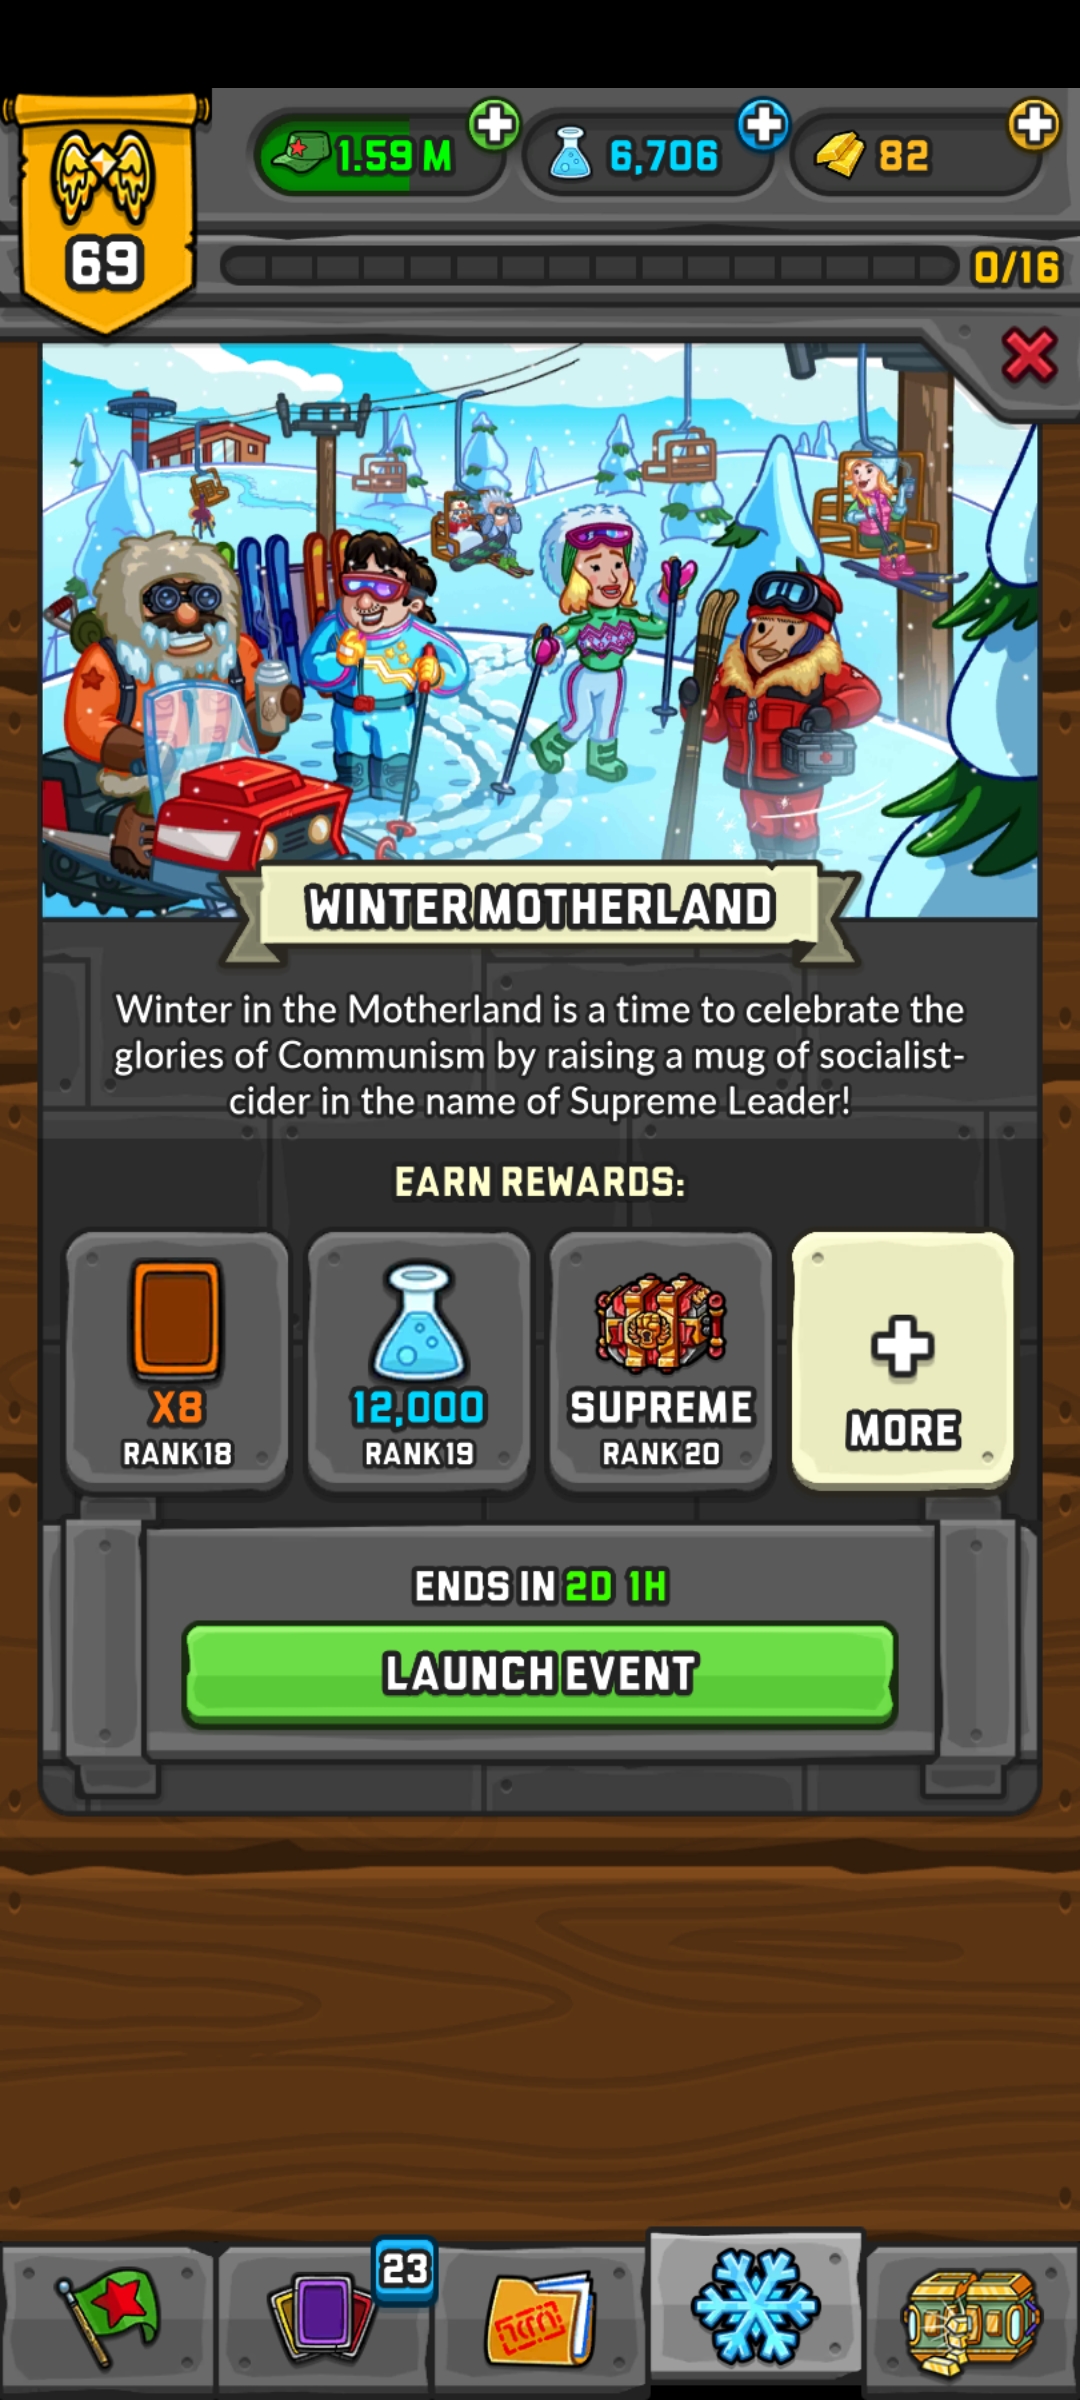 1.59 M
6,706
82
69
0/16
WINTER MOTHERLAND
Winter in the Motherland is a time to celebrate the
glories of Communism by raising a mug of socialist-
cider in the name of Supreme Leader!
EARN REWARDS:
X8
RANK 18
12,000
RANK 19
SUPREME
RANK 20
MORE
ENDS IN 2D 1H
LAUNCH EVENT
23